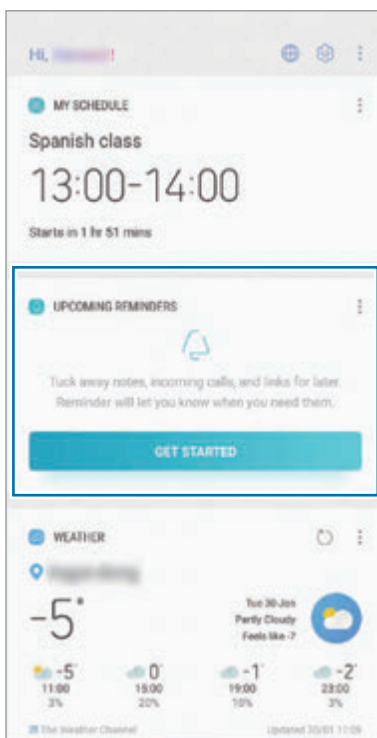 Hi, !
MY SCHEDULE
Spanish class
13:00-14:00
Starts in 1 hr 51 mins
UPCOMING REMINDERS
Tuck away notes, incoming calls, and links for later.
Reminder will let you know when you need them.
GET STARTED
WEATHER
-5°
Tue 30 Jan
Partly Cloudy
Feels like -7
-5° 0° -1° -2°
11:00 15:00 19:00 23:00
3% 20% 10% 3%
The Weather Channel Updated 30/01 11:09